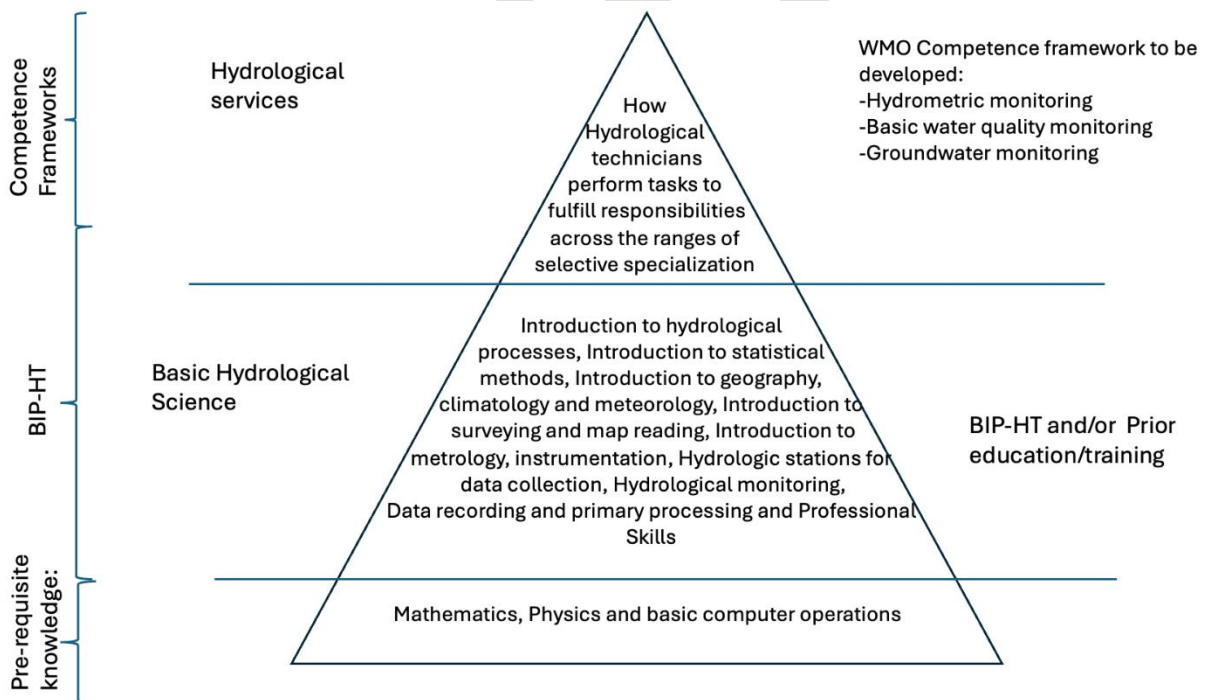 Competence
Frameworks
Hydrological
services
How
Hydrological
technicians
perform tasks to
fulfill responsibilities
across the ranges of
selective specialization
WMO Competence framework to be
developed:
-Hydrometric monitoring
-Basic water quality monitoring
-Groundwater monitoring
BIP-HT
Basic Hydrological
Science
Introduction to hydrological
processes, Introduction to statistical
methods, Introduction to geography,
climatology and meteorology, Introduction to
surveying and map reading, Introduction to
metrology, instrumentation, Hydrologic stations for
data collection, Hydrological monitoring,
Data recording and primary processing and Professional
Skills
BIP-HT and/or Prior
education/training
Pre-requisite
knowledge:
Mathematics, Physics and basic computer operations